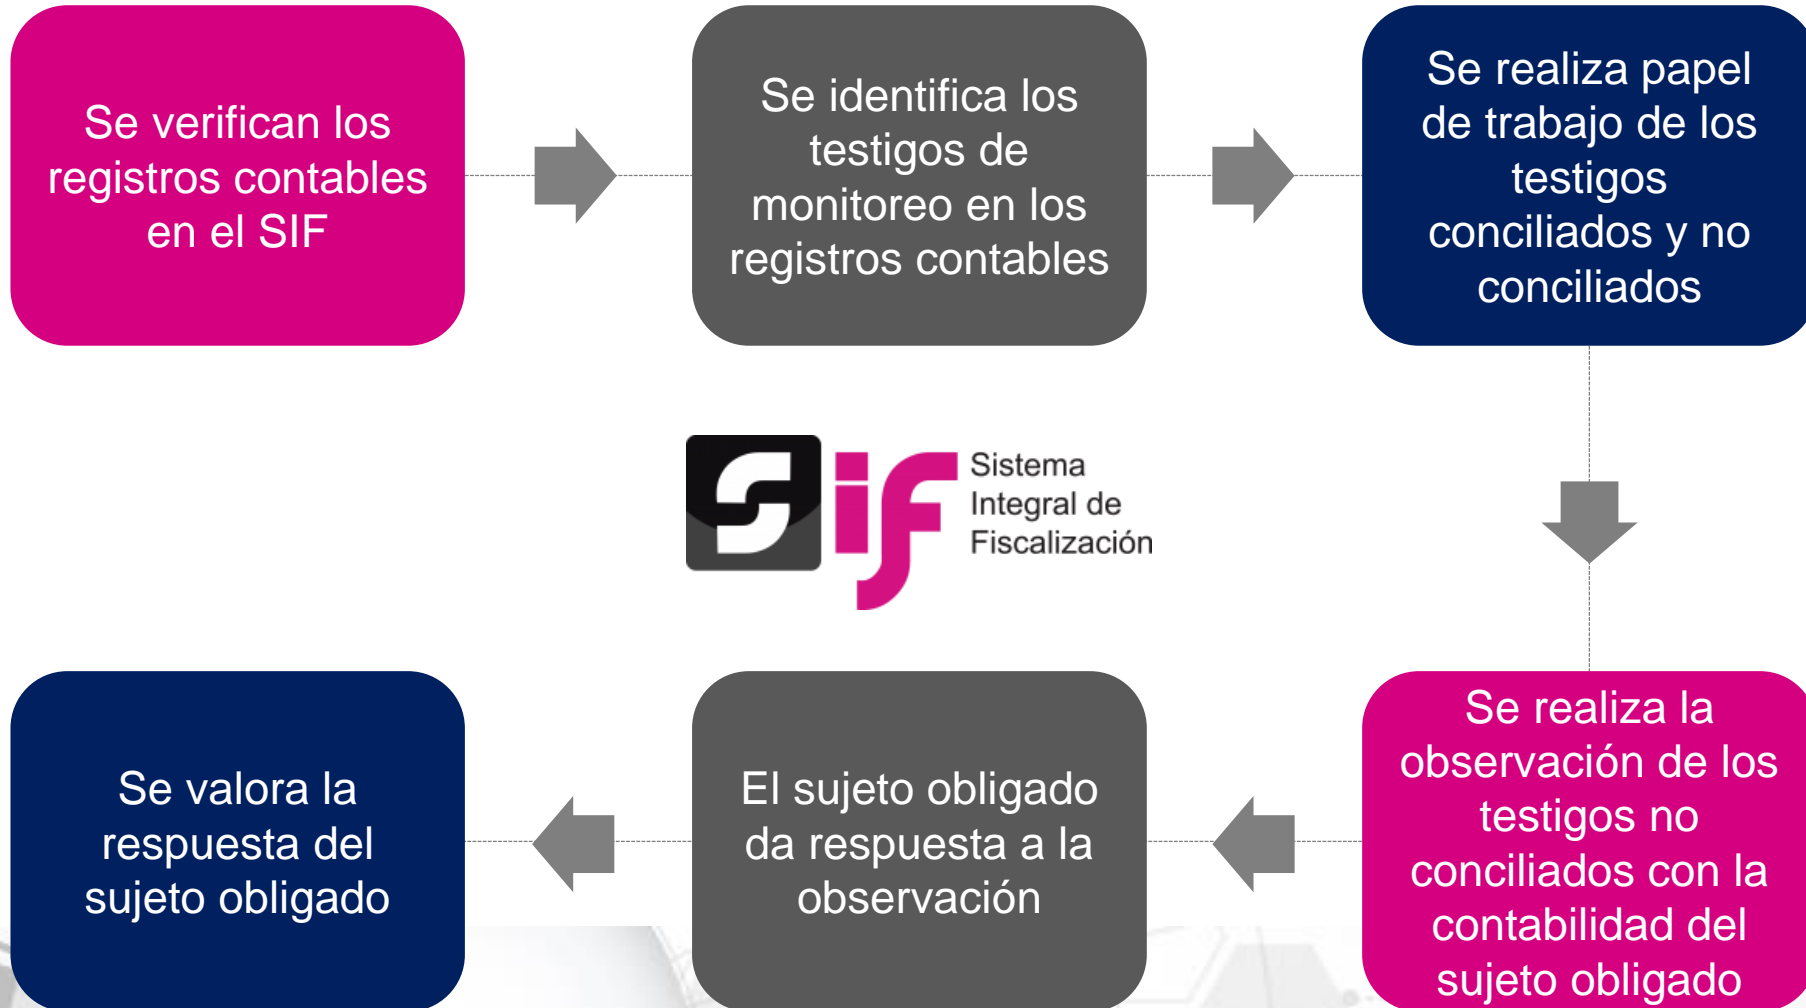 Se verifican los
registros contables
en el SIF
Se identifica los
testigos de
monitoreo en los
registros contables
Se realiza papel
de trabajo de los
testigos
conciliados y no
conciliados
Sif
Sistema
Integral de
Fiscalización
Se realiza la
observación de los
testigos no
conciliados con la
contabilidad del
sujeto obligado
El sujeto obligado
da respuesta a la
observación
Se valora la
respuesta del
sujeto obligado